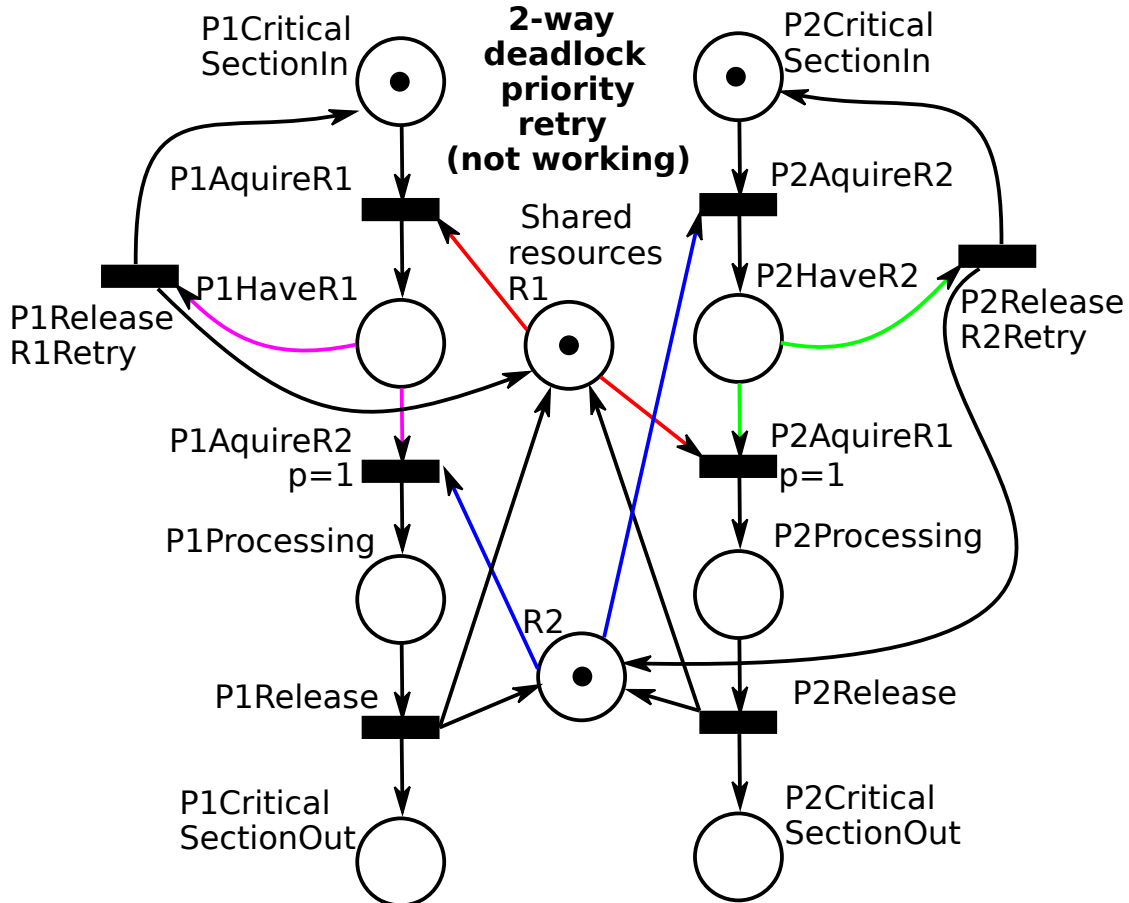 P1Critical
SectionIn
2-way
deadlock
priority
retry
(not working)
P2Critical
SectionIn
P1AquireR1
P2AquireR2
Shared
resources
R1
P1HaveR1
P2HaveR2
P1Release
R1Retry
P2Release
R2Retry
P1AquireR2
p=1
P2AquireR1
p=1
P1Processing
P2Processing
R2
P1Release
P2Release
P1Critical
SectionOut
P2Critical
SectionOut